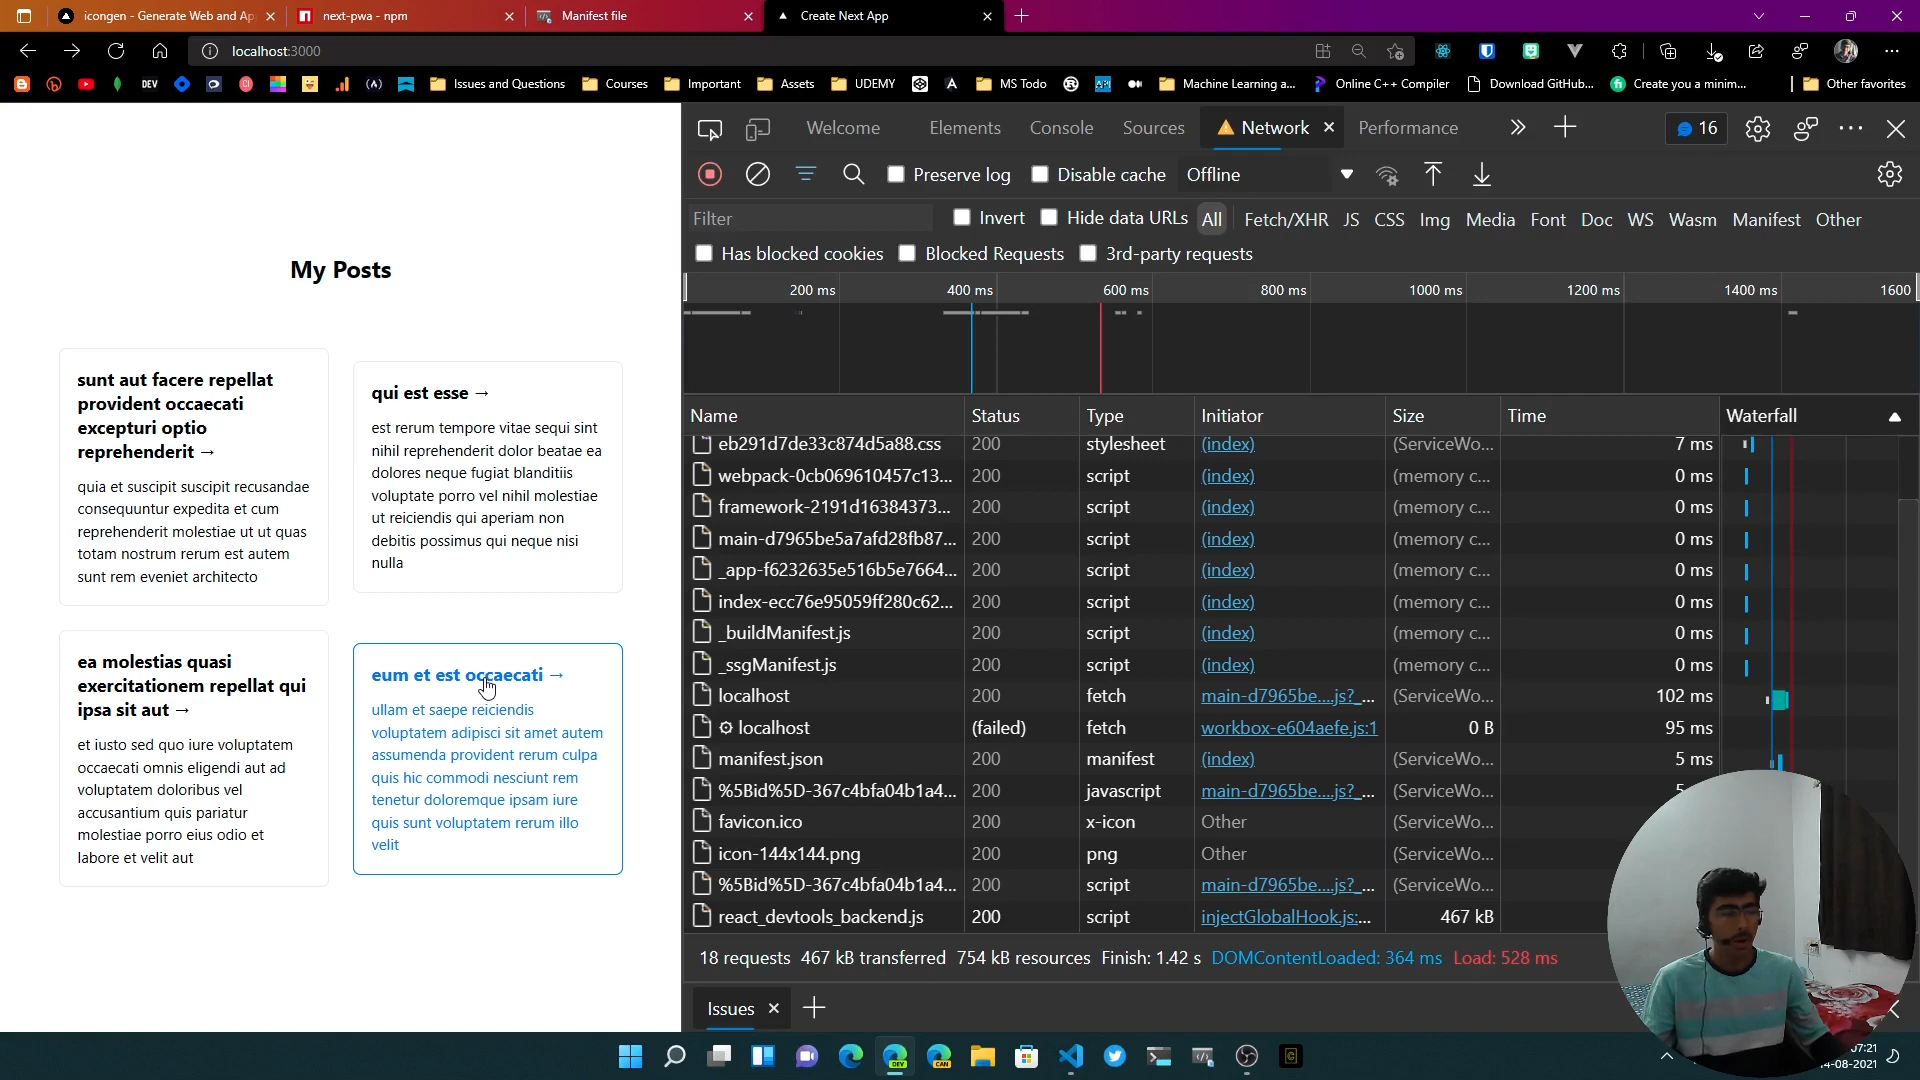 icongen - Generate Web and Ap
next-pwa - npm
Manifest file
Create Next App
localhost:3000
DEV
Issues and Questions
Courses
Important
Assets
UDEMY
MS Todo
Machine Learning a...
Online C++ Compiler
Download GitHub...
Create you a minim...
Other favorites
My Posts
sunt aut facere repellat
provident occaecati
excepturi optio
reprehenderit →
quia et suscipit suscipit recusandae
consequuntur expedita et cum
reprehenderit molestiae ut ut quas
totam nostrum rerum est autem
sunt rem eveniet architecto
qui est esse →
est rerum tempore vitae sequi sint
nihil reprehenderit dolor beatae ea
dolores neque fugiat blanditiis
voluptate porro vel nihil molestiae
ut reiciendis qui aperiam non
debitis possimus qui neque nisi
nulla
ea molestias quasi
exercitationem repellat qui
ipsa sit aut →
et iusto sed quo iure voluptatem
occaecati omnis eligendi aut ad
voluptatem doloribus vel
accusantium quis pariatur
molestiae porro eius odio et
labore et velit aut
eum et est occaecati →
ullam et saepe reiciendis
voluptatem adipisci sit amet autem
assumenda provident rerum culpa
quis hic commodi nesciunt rem
tenetur doloremque ipsam iure
quis sunt voluptatem rerum illo
velit
Welcome Elements Console Sources Network Performance 16
Preserve log Disable cache Offline
Filter Invert Hide data URLs All Fetch/XHR JS CSS Img Media Font Doc WS Wasm Manifest Other
Has blocked cookies Blocked Requests 3rd-party requests
200 ms 400 ms 600 ms 800 ms 1000 ms 1200 ms 1400 ms 1600
Name Status Type Initiator Size Time Waterfall
eb291d7de33c874d5a88.css 200 stylesheet (index) (ServiceWo... 7 ms
webpack-0cb069610457c13... 200 script (index) (memory c... 0 ms
framework-2191d16384373... 200 script (index) (memory c... 0 ms
main-d7965be5a7afd28fb87... 200 script (index) (memory c... 0 ms
_app-f6232635e516b5e7664... 200 script (index) (memory c... 0 ms
index-ecc76e95059ff280c62... 200 script (index) (memory c... 0 ms
_buildManifest.js 200 script (index) (memory c... 0 ms
_ssgManifest.js 200 script (index) (memory c... 0 ms
localhost 200 fetch main-d7965be....js?_... (ServiceWo... 102 ms
localhost (failed) fetch workbox-e604aefe.js:1 0 B 95 ms
manifest.json 200 manifest (index) (ServiceWo... 5 ms
%5Bid%5D-367c4bfa04b1a4... 200 javascript main-d7965be....js?_... (ServiceWo... 5
favicon.ico 200 x-icon Other (ServiceWo...
icon-144x144.png 200 png Other (ServiceWo...
%5Bid%5D-367c4bfa04b1a4... 200 script main-d7965be....js?_... (ServiceWo...
react_devtools_backend.js 200 script injectGlobalHook.js:... 467 kB
18 requests 467 kB transferred 754 kB resources Finish: 1.42 s DOMContentLoaded: 364 ms Load: 528 ms
Issues
DEV
CAN
07:21
4-08-2021